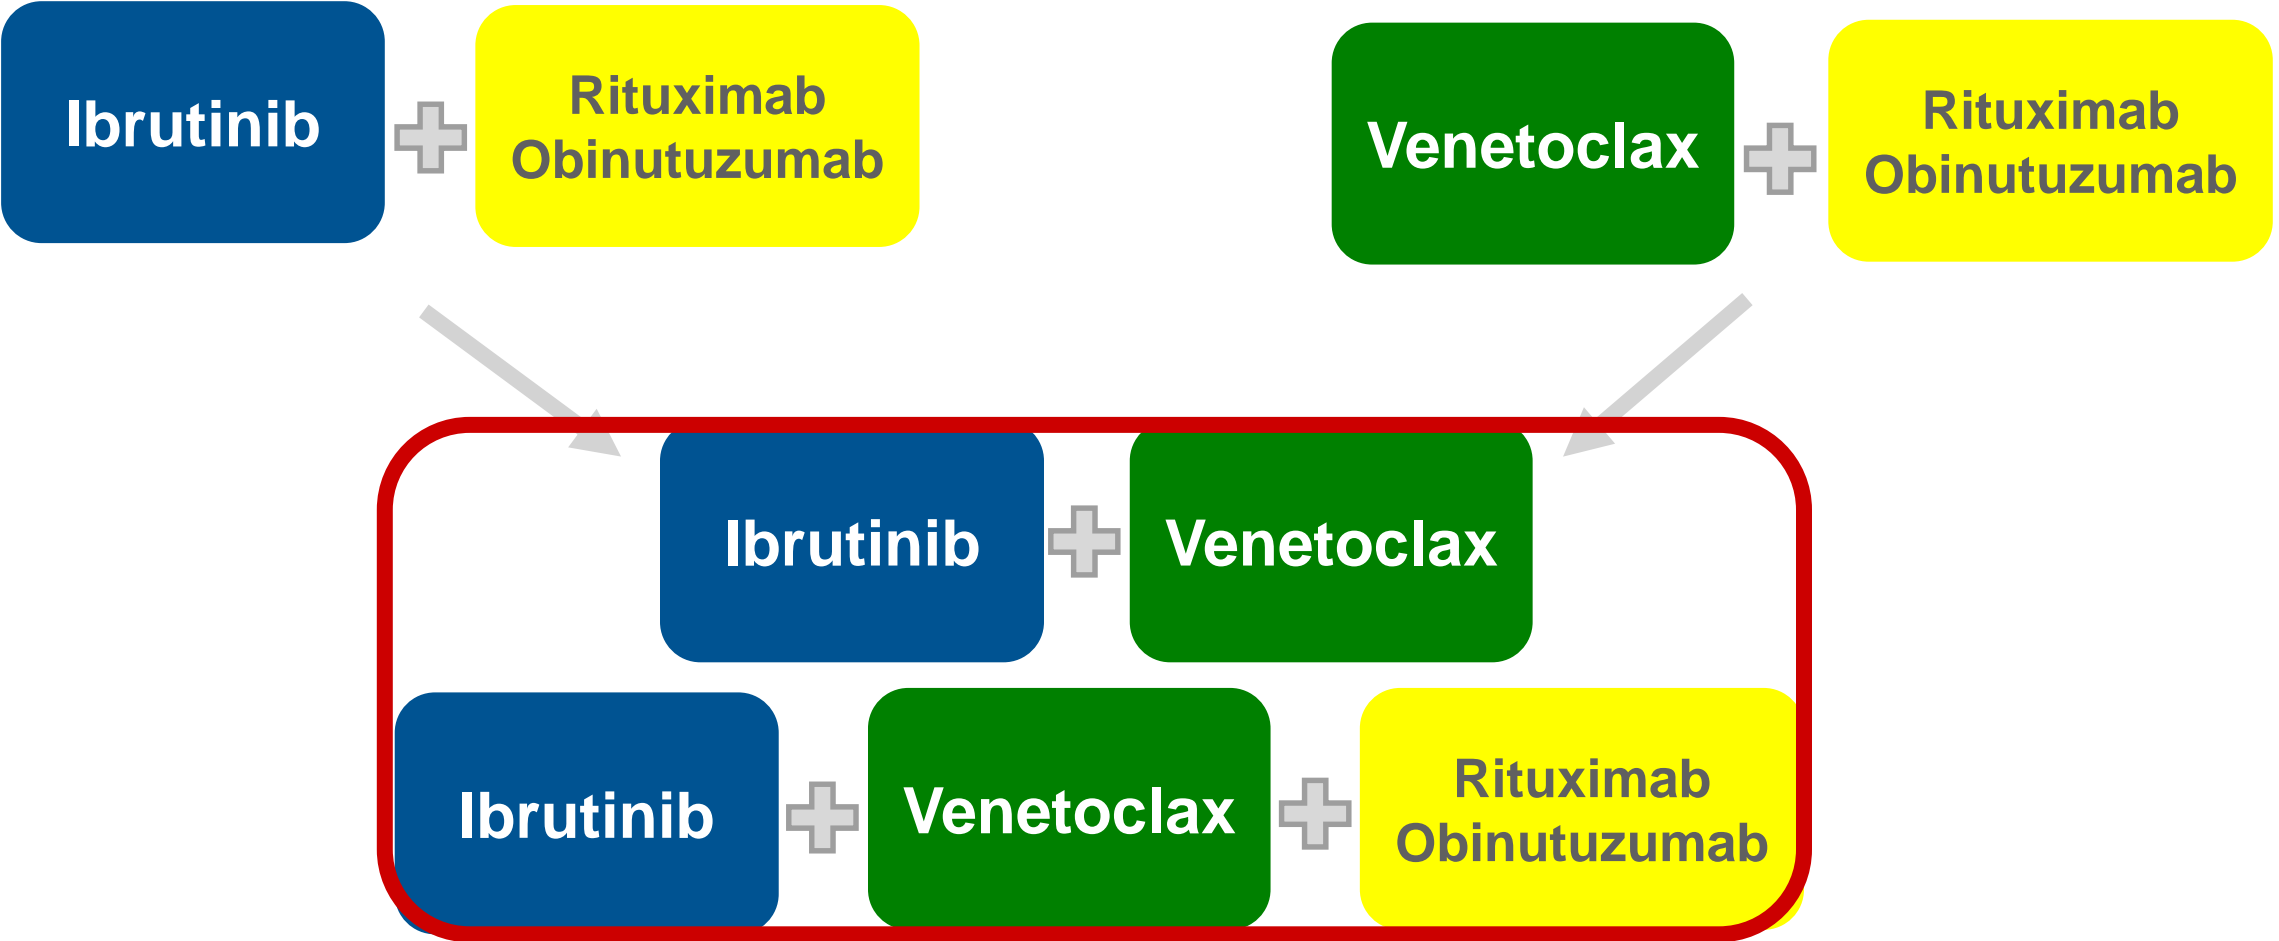 Ibrutinib
Rituximab
Obinutuzumab
Venetoclax
Rituximab
Obinutuzumab
Ibrutinib
Venetoclax
Ibrutinib
Venetoclax
Rituximab
Obinutuzumab